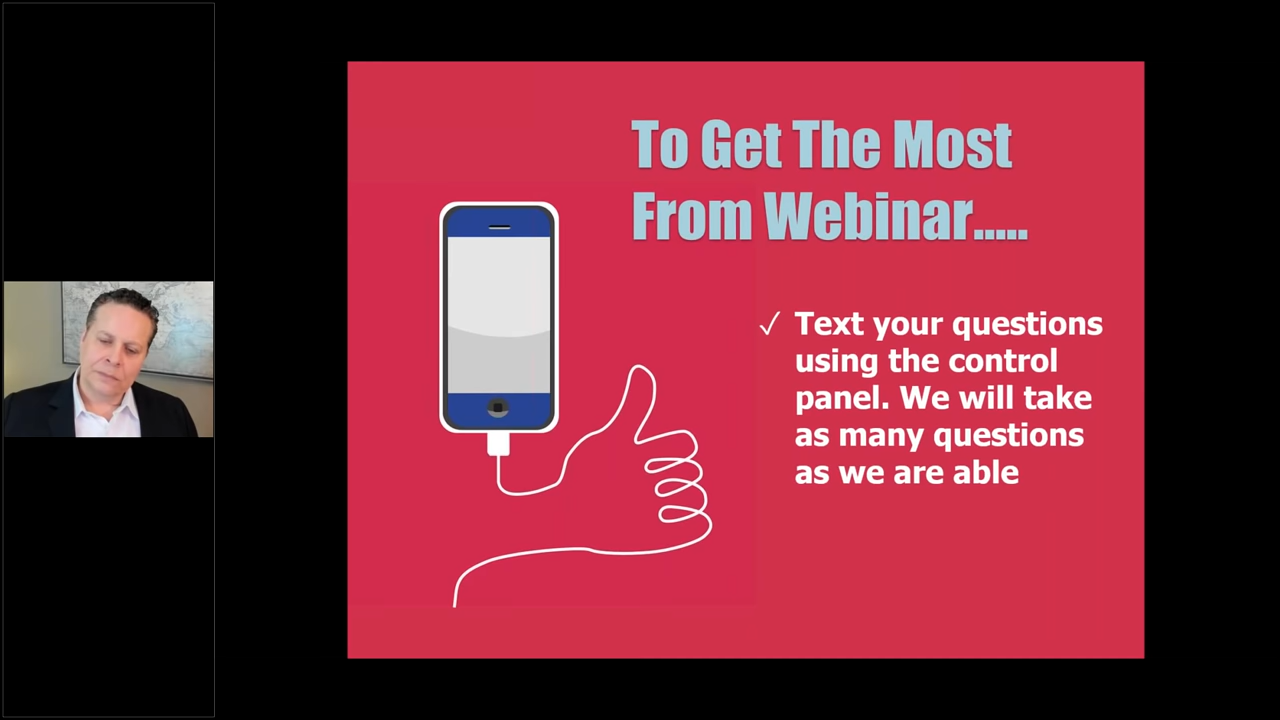 To Get The Most
From Webinar.....
✓ Text your questions
using the control
panel. We will take
as many questions
as we are able